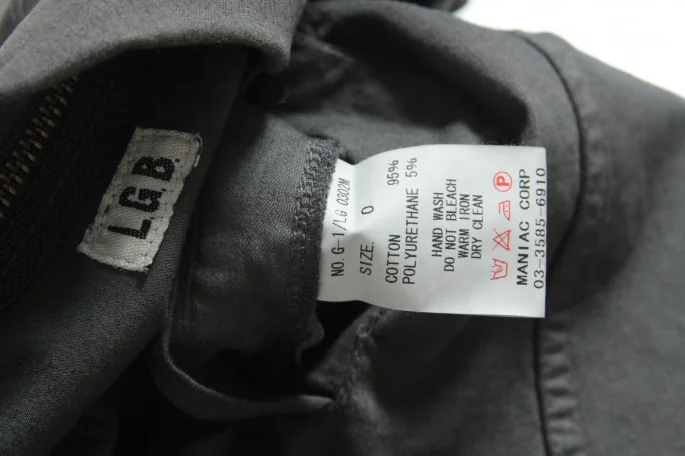 L.G.B.
NO. G-1/LG 0302M
SIZE. 0
COTTON 95%
POLYURETHANE 5%
HAND WASH
DO NOT BLEACH
WARM IRON
DRY CLEAN
P
MANIAC CORP
03-3585-6910